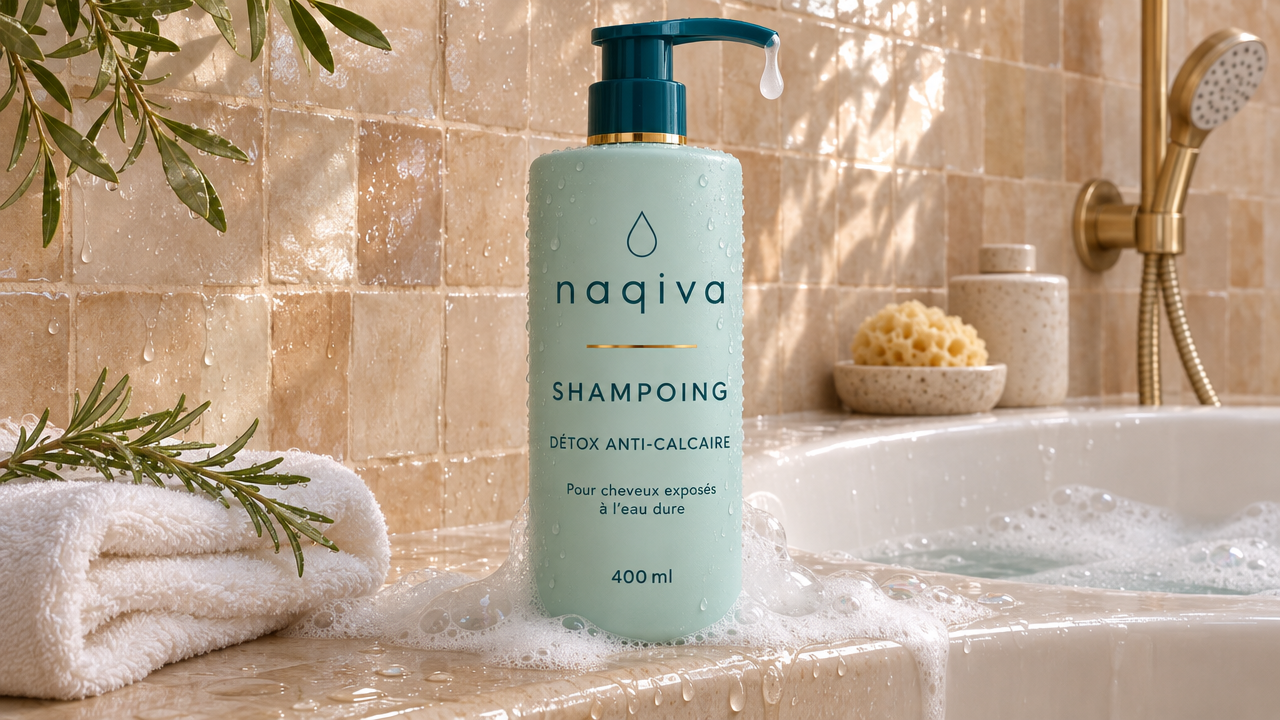 naqiva
SHAMPOING
DÉTOX ANTI-CALCAIRE
Pour cheveux exposés
à l'eau dure
400 ml